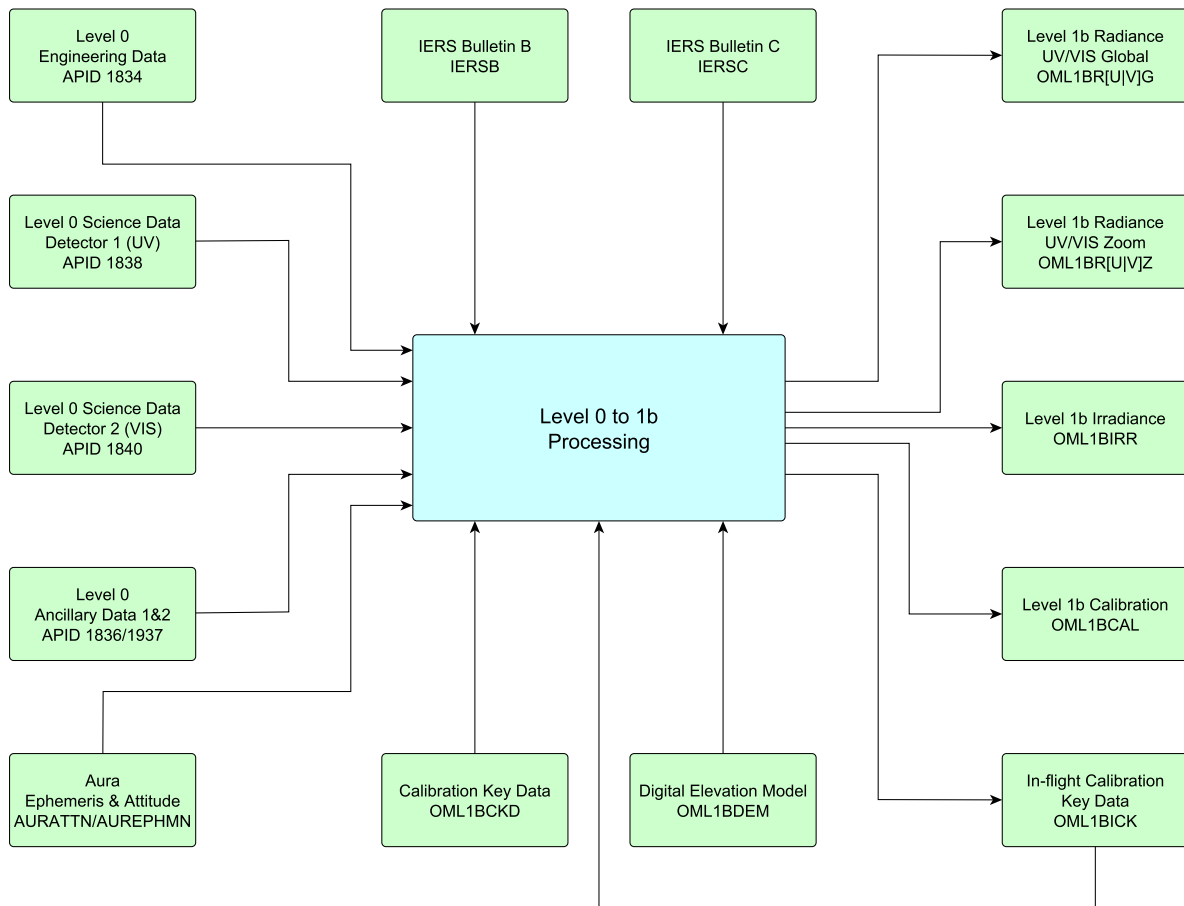 Level 0
Engineering Data
APID 1834
IERS Bulletin B
IERSB
IERS Bulletin C
IERSC
Level 1b Radiance
UV/VIS Global
OML1BR[U|V]G
Level 0 Science Data
Detector 1 (UV)
APID 1838
Level 1b Radiance
UV/VIS Zoom
OML1BR[U|V]Z
Level 0 Science Data
Detector 2 (VIS)
APID 1840
Level 0 to 1b
Processing
Level 1b Irradiance
OML1BIRR
Level 0
Ancillary Data 1&2
APID 1836/1937
Level 1b Calibration
OML1BCAL
Aura
Ephemeris & Attitude
AURATTN/AUREPHMN
Calibration Key Data
OML1BCKD
Digital Elevation Model
OML1BDEM
In-flight Calibration
Key Data
OML1BICK